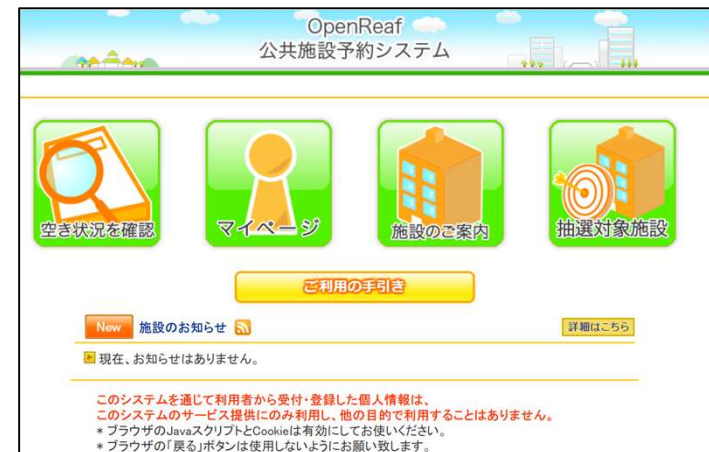 OpenReaf
公共施設予約システム
空き状況を確認
マイページ
施設のご案内
抽選対象施設
ご利用の手引き
New 施設のお知らせ 詳細はこちら
現在、お知らせはありません。
このシステムを通じて利用者から受付・登録した個人情報は、
このシステムのサービス提供にのみ利用し、他の目的で利用することはありません。
* ブラウザのJavaスクリプトとCookieは有効にしてお使いください。
* ブラウザの「戻る」ボタンは使用しないようにお願い致します。